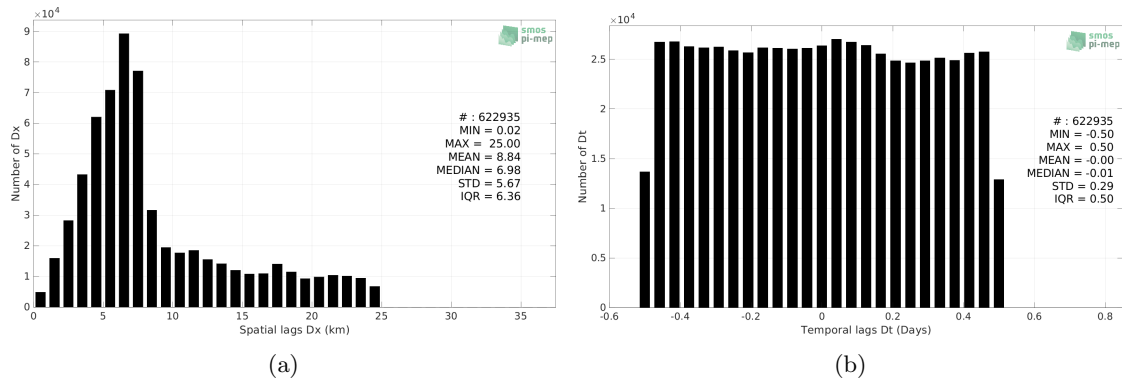 ×10⁴
9
8
7
6
5
4
3
2
1
0
Number of Dx
0 5 10 15 20 25 30 35
Spatial lags Dx (km)
smos
pi-mep
# : 622935
MIN = 0.02
MAX = 25.00
MEAN = 8.84
MEDIAN = 6.98
STD = 5.67
IQR = 6.36
(a)
×10⁴
2.5
2
1.5
1
0.5
0
Number of Dt
-0.6 -0.4 -0.2 0 0.2 0.4 0.6 0.8
Temporal lags Dt (Days)
smos
pi-mep
# : 622935
MIN = -0.50
MAX = 0.50
MEAN = -0.00
MEDIAN = -0.01
STD = 0.29
IQR = 0.50
(b)